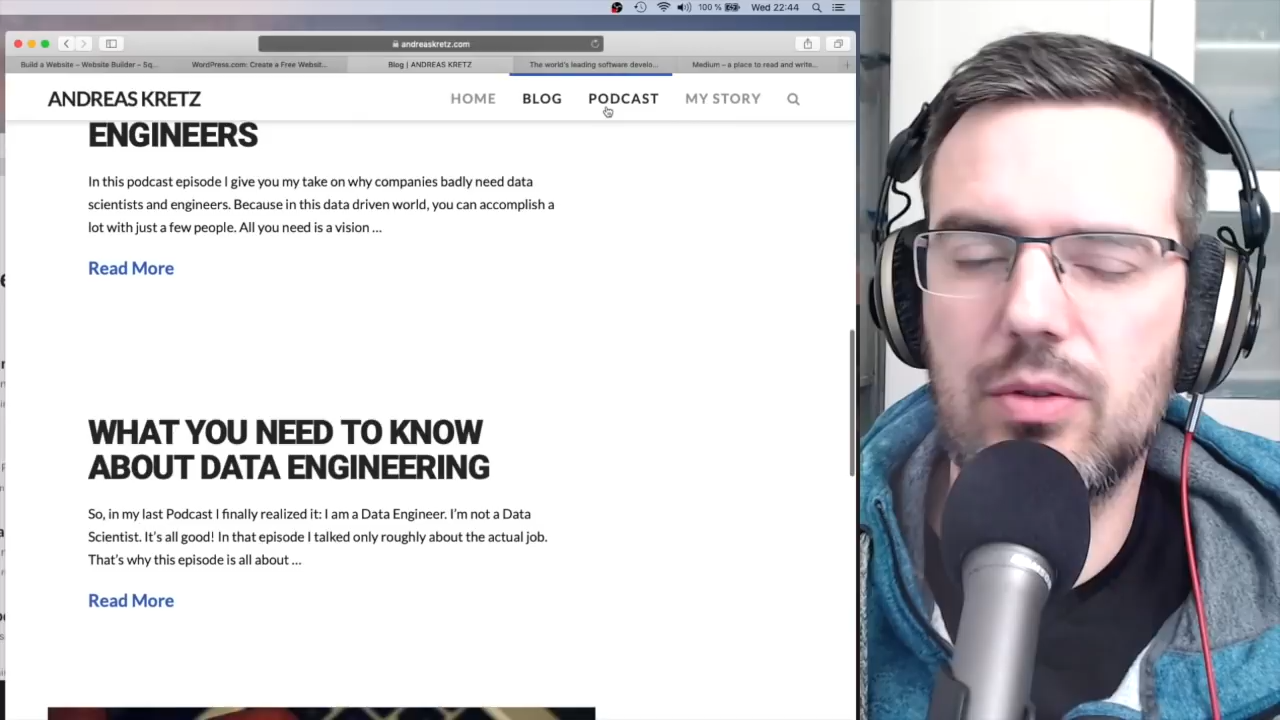 100 % Wed 22:44
andreaskretz.com
Build a Website – Website Builder – Sq... WordPress.com: Create a Free Websit... Blog | ANDREAS KRETZ The world's leading software develo... Medium – a place to read and write...
ANDREAS KRETZ HOME BLOG PODCAST MY STORY
ENGINEERS
In this podcast episode I give you my take on why companies badly need data
scientists and engineers. Because in this data driven world, you can accomplish a
lot with just a few people. All you need is a vision ...
Read More
WHAT YOU NEED TO KNOW
ABOUT DATA ENGINEERING
So, in my last Podcast I finally realized it: I am a Data Engineer. I'm not a Data
Scientist. It's all good! In that episode I talked only roughly about the actual job.
That's why this episode is all about ...
Read More